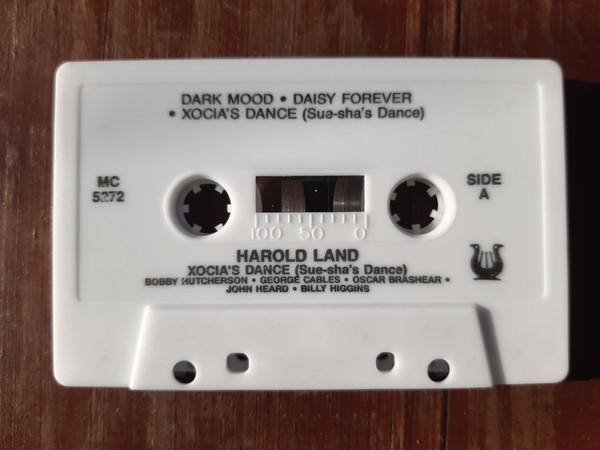 DARK MOOD • DAISY FOREVER
• XOCIA'S DANCE (Sue-sha's Dance)
MC
5272
SIDE
A
100 50 0
HAROLD LAND
XOCIA'S DANCE (Sue-sha's Dance)
BOBBY HUTCHERSON • GEORGE CABLES • OSCAR BRASHEAR •
JOHN HEARD • BILLY HIGGINS